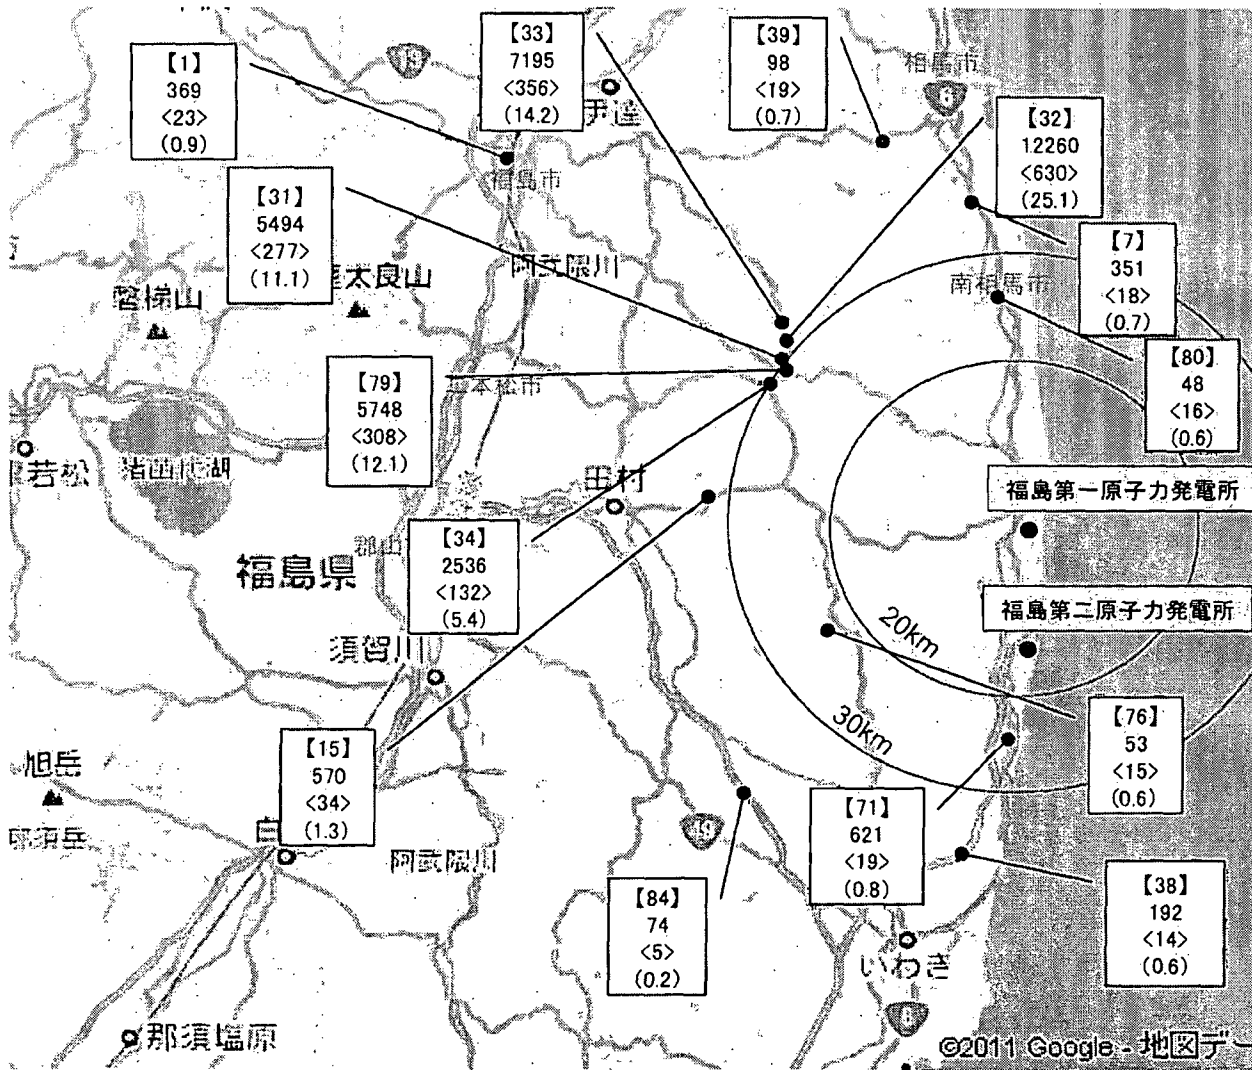 【1】
369
<23>
(0.9)
【33】
7195
<356>
(14.2)
【39】
98
<19>
(0.7)
相馬市
6
伊達
【32】
12260
<630>
(25.1)
福島市
【31】
5494
<277>
(11.1)
阿武隈川
太良山
磐梯山
【7】
351
<18>
(0.7)
南相馬市
【80】
48
<16>
(0.6)
【79】
5748
<308>
(12.1)
二本松市
若松
猪苗代湖
田村
福島第一原子力発電所
【34】
2536
<132>
(5.4)
郡山
福島県
福島第二原子力発電所
20km
須賀川
30km
【76】
53
<15>
(0.6)
【15】
570
<34>
(1.3)
旭岳
那須岳
白
阿武隈川
49
【71】
621
<19>
(0.8)
【84】
74
<5>
(0.2)
【38】
192
<14>
(0.6)
いわき
6
那須塩原
©2011 Google - 地図デー